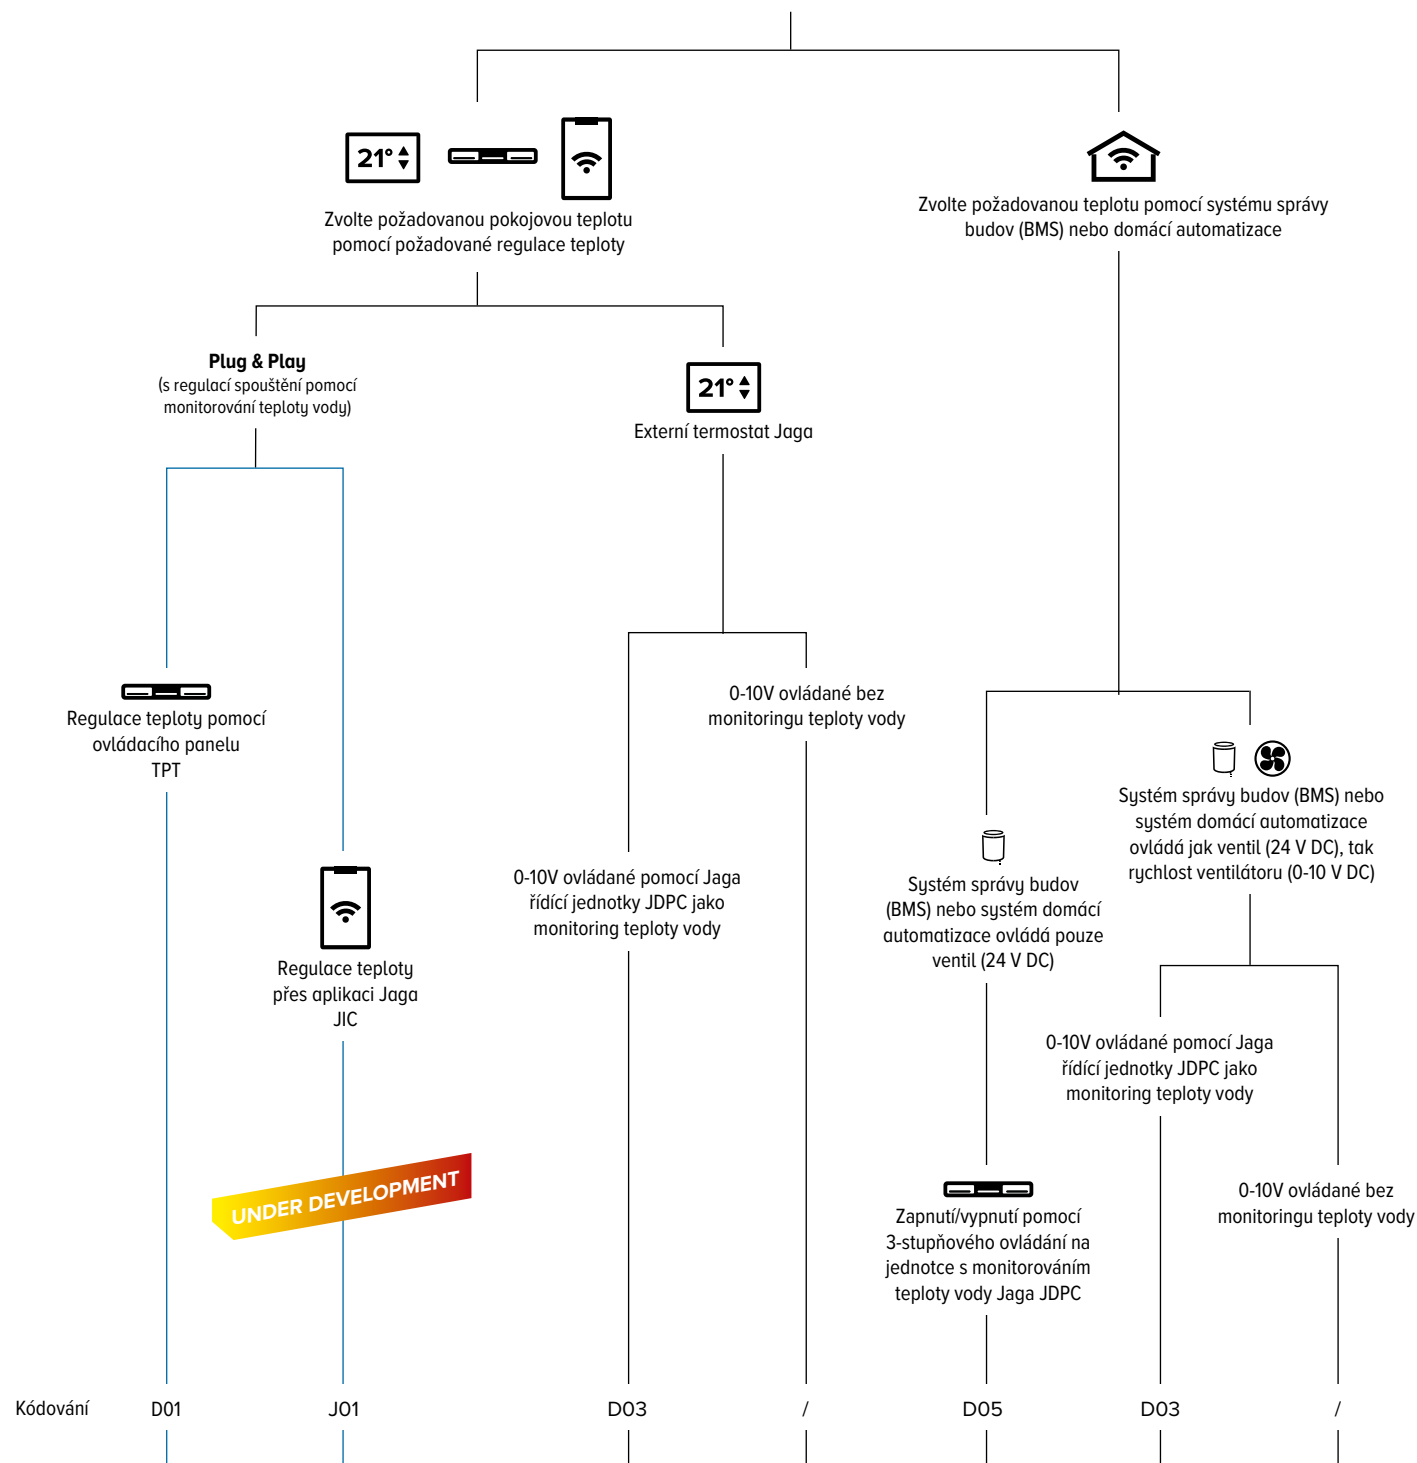 21°
Zvolte požadovanou pokojovou teplotu
pomocí požadované regulace teploty
Zvolte požadovanou teplotu pomocí systému správy
budov (BMS) nebo domácí automatizace
Plug & Play
(s regulací spouštění pomocí
monitorování teploty vody)
21°
Externí termostat Jaga
Regulace teploty pomocí
ovládacího panelu
TPT
Regulace teploty
přes aplikaci Jaga
JIC
UNDER DEVELOPMENT
0-10V ovládané pomocí Jaga
řídící jednotky JDPC jako
monitoring teploty vody
0-10V ovládané bez
monitoringu teploty vody
Systém správy budov
(BMS) nebo systém domácí
automatizace ovládá pouze
ventil (24 V DC)
Zapnutí/vypnutí pomocí
3-stupňového ovládání na
jednotce s monitorováním
teploty vody Jaga JDPC
Systém správy budov (BMS) nebo
systém domácí automatizace
ovládá jak ventil (24 V DC), tak
rychlost ventilátoru (0-10 V DC)
0-10V ovládané pomocí Jaga
řídící jednotky JDPC jako
monitoring teploty vody
0-10V ovládané bez
monitoringu teploty vody
Kódování D01 J01 D03 / D05 D03 /